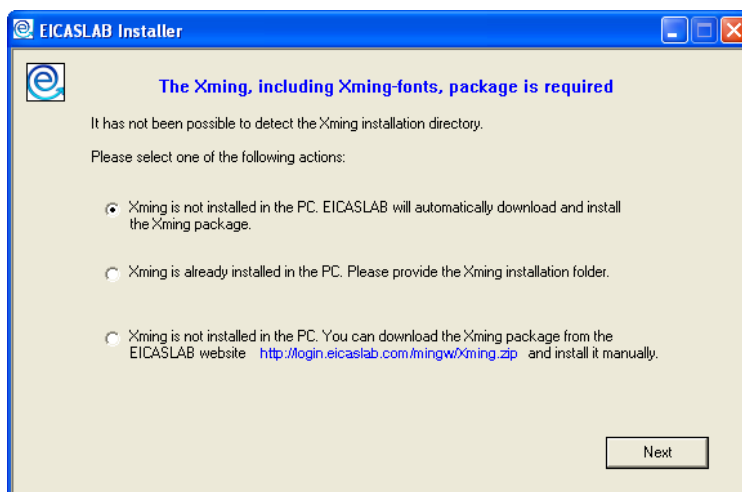 EICASLAB Installer
The Xming, including Xming-fonts, package is required
It has not been possible to detect the Xming installation directory.
Please select one of the following actions:
Xming is not installed in the PC. EICASLAB will automatically download and install
the Xming package.
Xming is already installed in the PC. Please provide the Xming installation folder.
Xming is not installed in the PC. You can download the Xming package from the
EICASLAB website http://login.eicaslab.com/mingw/Xming.zip and install it manually.
Next